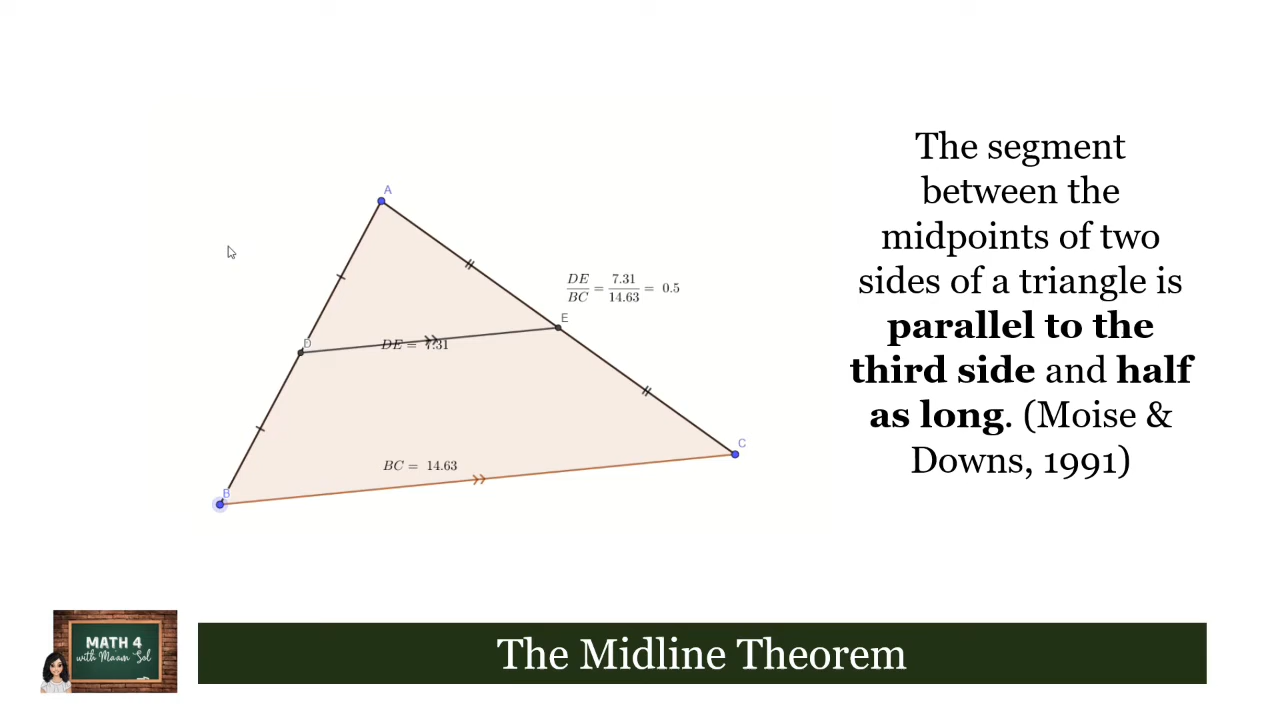 A
DE/BC = 7.31/14.63 = 0.5
E
D
DE = 7.31
C
BC = 14.63
B
The segment
between the
midpoints of two
sides of a triangle is
parallel to the
third side and half
as long. (Moise &
Downs, 1991)
MATH 4
with Ma'am Sol
The Midline Theorem